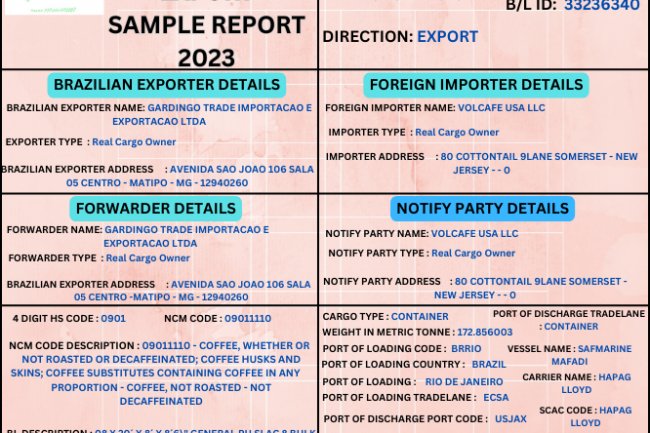 SAMPLE REPORT
2023
B/L ID: 33236340
DIRECTION: EXPORT
BRAZILIAN EXPORTER DETAILS
BRAZILIAN EXPORTER NAME: GARDINGO TRADE IMPORTACAO E
EXPORTACAO LTDA
EXPORTER TYPE : Real Cargo Owner
BRAZILIAN EXPORTER ADDRESS : AVENIDA SAO JOAO 106 SALA
05 CENTRO - MATIPO - MG - 12940260
FOREIGN IMPORTER DETAILS
FOREIGN IMPORTER NAME: VOLCAFE USA LLC
IMPORTER TYPE : Real Cargo Owner
IMPORTER ADDRESS : 80 COTTONTAIL 9LANE SOMERSET - NEW
JERSEY - - 0
FORWARDER DETAILS
FORWARDER NAME: GARDINGO TRADE IMPORTACAO E
EXPORTACAO LTDA
FORWARDER TYPE : Real Cargo Owner
BRAZILIAN EXPORTER ADDRESS : AVENIDA SAO JOAO 106 SALA
05 CENTRO -MATIPO - MG - 12940260
NOTIFY PARTY DETAILS
NOTIFY PARTY NAME: VOLCAFE USA LLC
NOTIFY PARTY TYPE : Real Cargo Owner
NOTIFY PARTY ADDRESS : 80 COTTONTAIL 9LANE SOMERSET -
NEW JERSEY - - 0
4 DIGIT HS CODE : 0901 NCM CODE : 09011110
NCM CODE DESCRIPTION : 09011110 - COFFEE, WHETHER OR
NOT ROASTED OR DECAFFEINATED; COFFEE HUSKS AND
SKINS; COFFEE SUBSTITUTES CONTAINING COFFEE IN ANY
PROPORTION - COFFEE, NOT ROASTED - NOT
DECAFFEINATED
CARGO TYPE : CONTAINER
WEIGHT IN METRIC TONNE : 172.856003
PORT OF LOADING CODE : BRRIO
PORT OF LOADING COUNTRY : BRAZIL
PORT OF LOADING : RIO DE JANEIRO
PORT OF LOADING TRADELANE : ECSA
PORT OF DISCHARGE PORT CODE : USJAX
PORT OF DISCHARGE TRADELANE
: CONTAINER
VESSEL NAME : SAFMARINE
MAFADI
CARRIER NAME : HAPAG
LLOYD
SCAC CODE : HAPAG
LLOYD